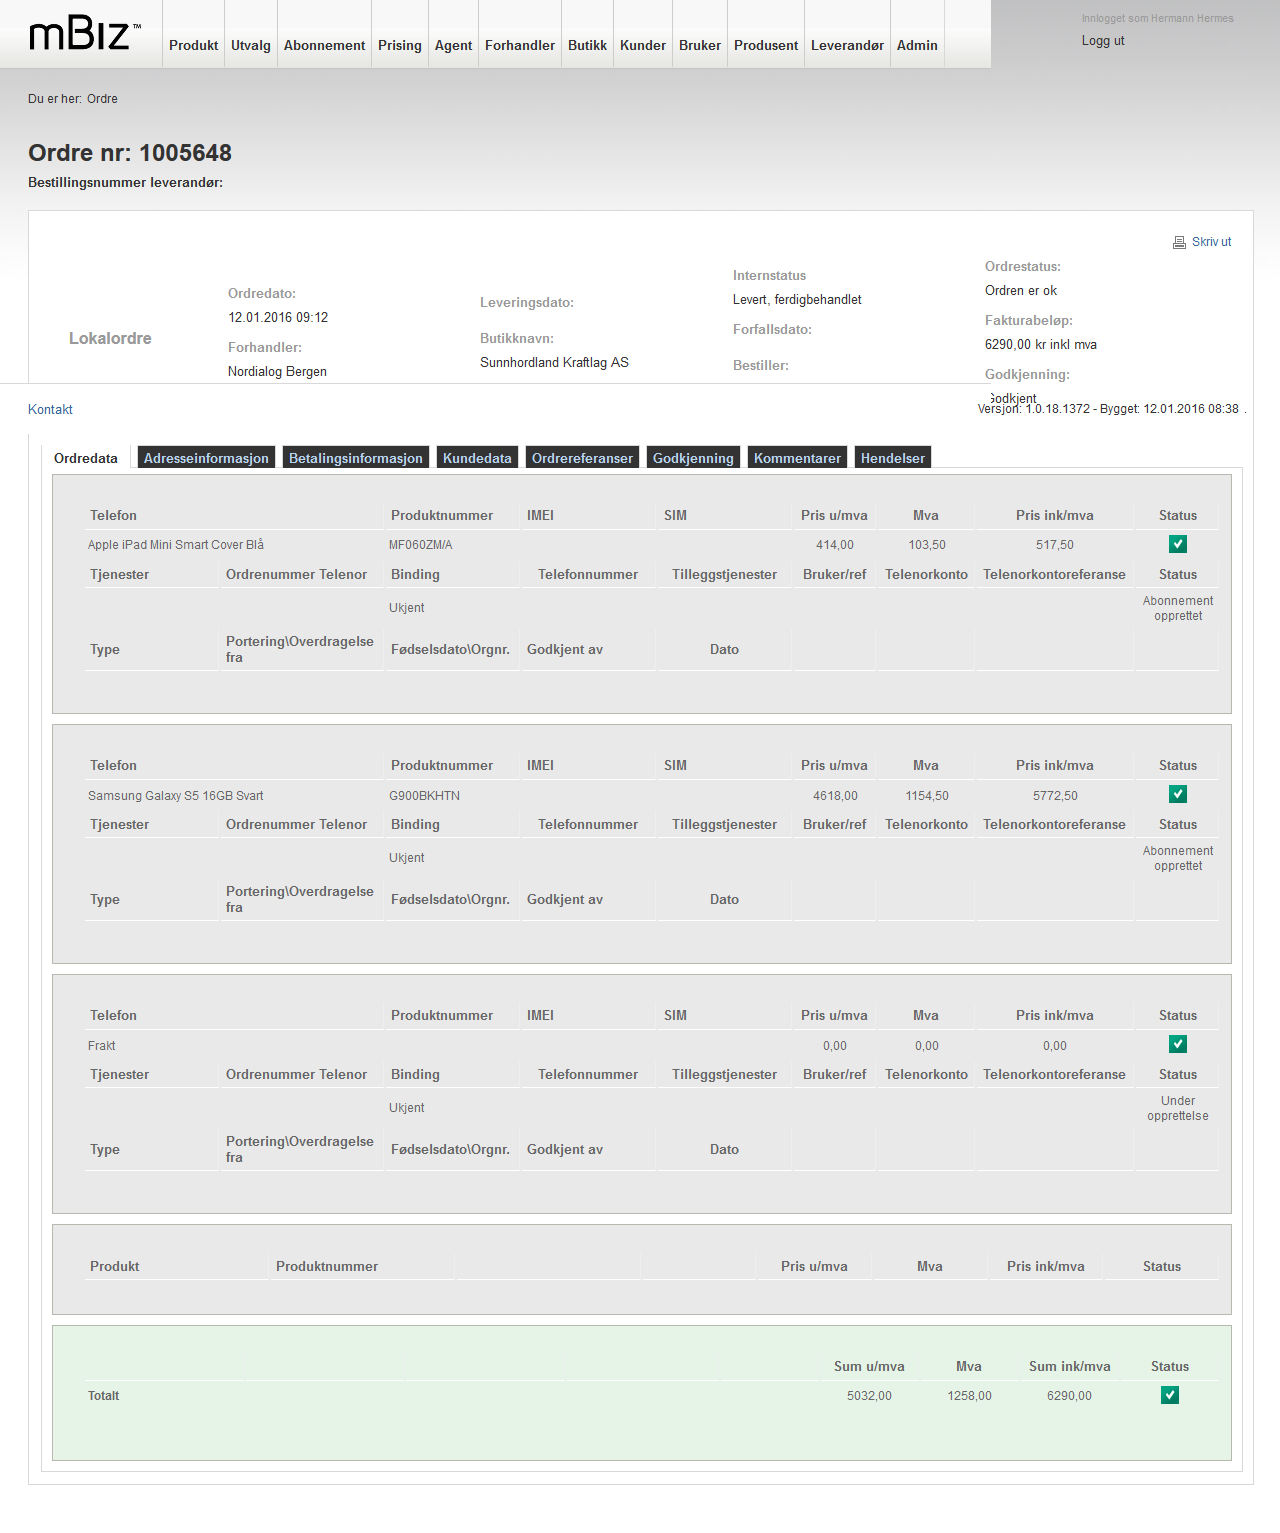 mBiz™
Produkt Utvalg Abonnement Prising Agent Forhandler Butikk Kunder Bruker Produsent Leverandør Admin
Innlogget som Hermann Hermes
Logg ut
Du er her: Ordre
Ordre nr: 1005648
Bestillingsnummer leverandør:
Skriv ut
Lokalordre
Ordredato:
12.01.2016 09:12
Forhandler:
Nordialog Bergen
Leveringsdato:
Butikknavn:
Sunnhordland Kraftlag AS
Internstatus
Levert, ferdigbehandlet
Forfallsdato:
Bestiller:
Ordrestatus:
Ordren er ok
Fakturabeløp:
6290,00 kr inkl mva
Godkjenning:
Godkjent
Kontakt
Versjon: 1.0.18.1372 - Bygget: 12.01.2016 08:38 .
Ordredata Adresseinformasjon Betalingsinformasjon Kundedata Ordrereferanser Godkjenning Kommentarer Hendelser
Telefon Produktnummer IMEI SIM Pris u/mva Mva Pris ink/mva Status
Apple iPad Mini Smart Cover Blå MF060ZM/A 414,00 103,50 517,50
Tjenester Ordrenummer Telenor Binding Telefonnummer Tilleggstjenester Bruker/ref Telenorkonto Telenorkontoreferanse Status
Ukjent Abonnement
opprettet
Type Portering\Overdragelse
fra Fødselsdato\Orgnr. Godkjent av Dato
Telefon Produktnummer IMEI SIM Pris u/mva Mva Pris ink/mva Status
Samsung Galaxy S5 16GB Svart G900BKHTN 4618,00 1154,50 5772,50
Tjenester Ordrenummer Telenor Binding Telefonnummer Tilleggstjenester Bruker/ref Telenorkonto Telenorkontoreferanse Status
Ukjent Abonnement
opprettet
Type Portering\Overdragelse
fra Fødselsdato\Orgnr. Godkjent av Dato
Telefon Produktnummer IMEI SIM Pris u/mva Mva Pris ink/mva Status
Frakt 0,00 0,00 0,00
Tjenester Ordrenummer Telenor Binding Telefonnummer Tilleggstjenester Bruker/ref Telenorkonto Telenorkontoreferanse Status
Ukjent Under
opprettelse
Type Portering\Overdragelse
fra Fødselsdato\Orgnr. Godkjent av Dato
Produkt Produktnummer Pris u/mva Mva Pris ink/mva Status
Sum u/mva Mva Sum ink/mva Status
Totalt 5032,00 1258,00 6290,00